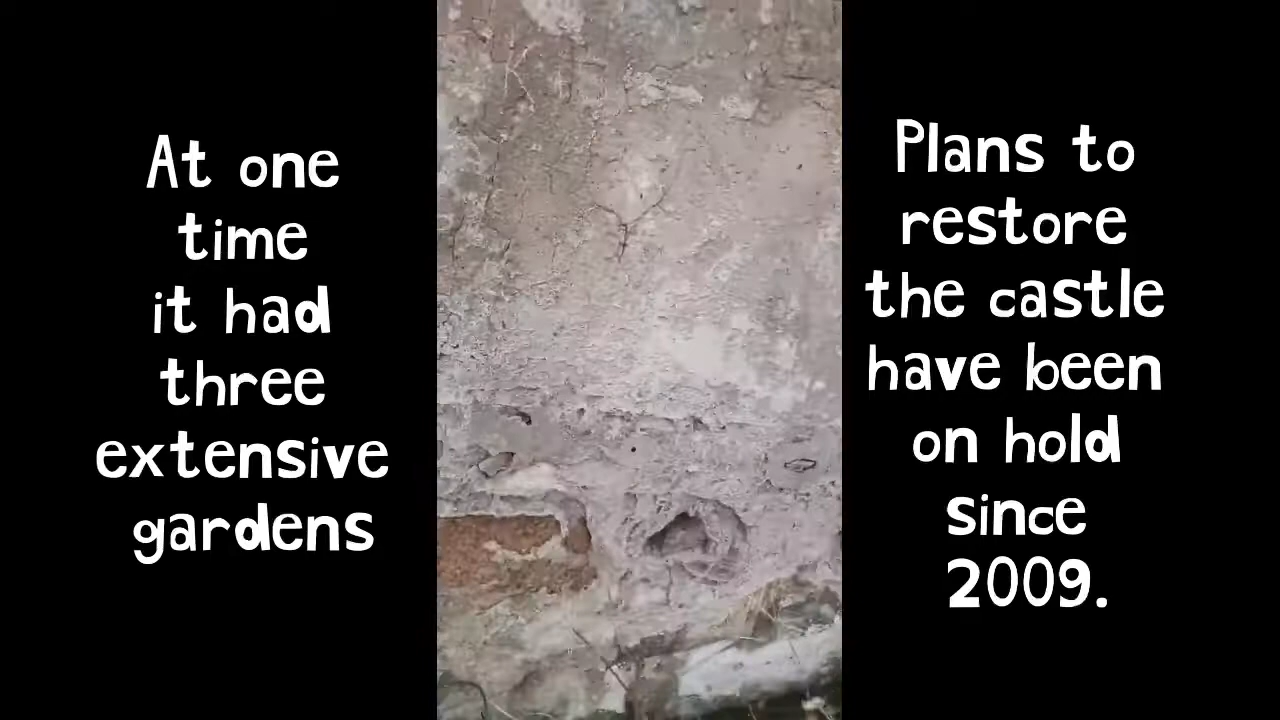 At one
time
it had
three
extensive
gardens
Plans to
restore
the castle
have been
on hold
since
2009.